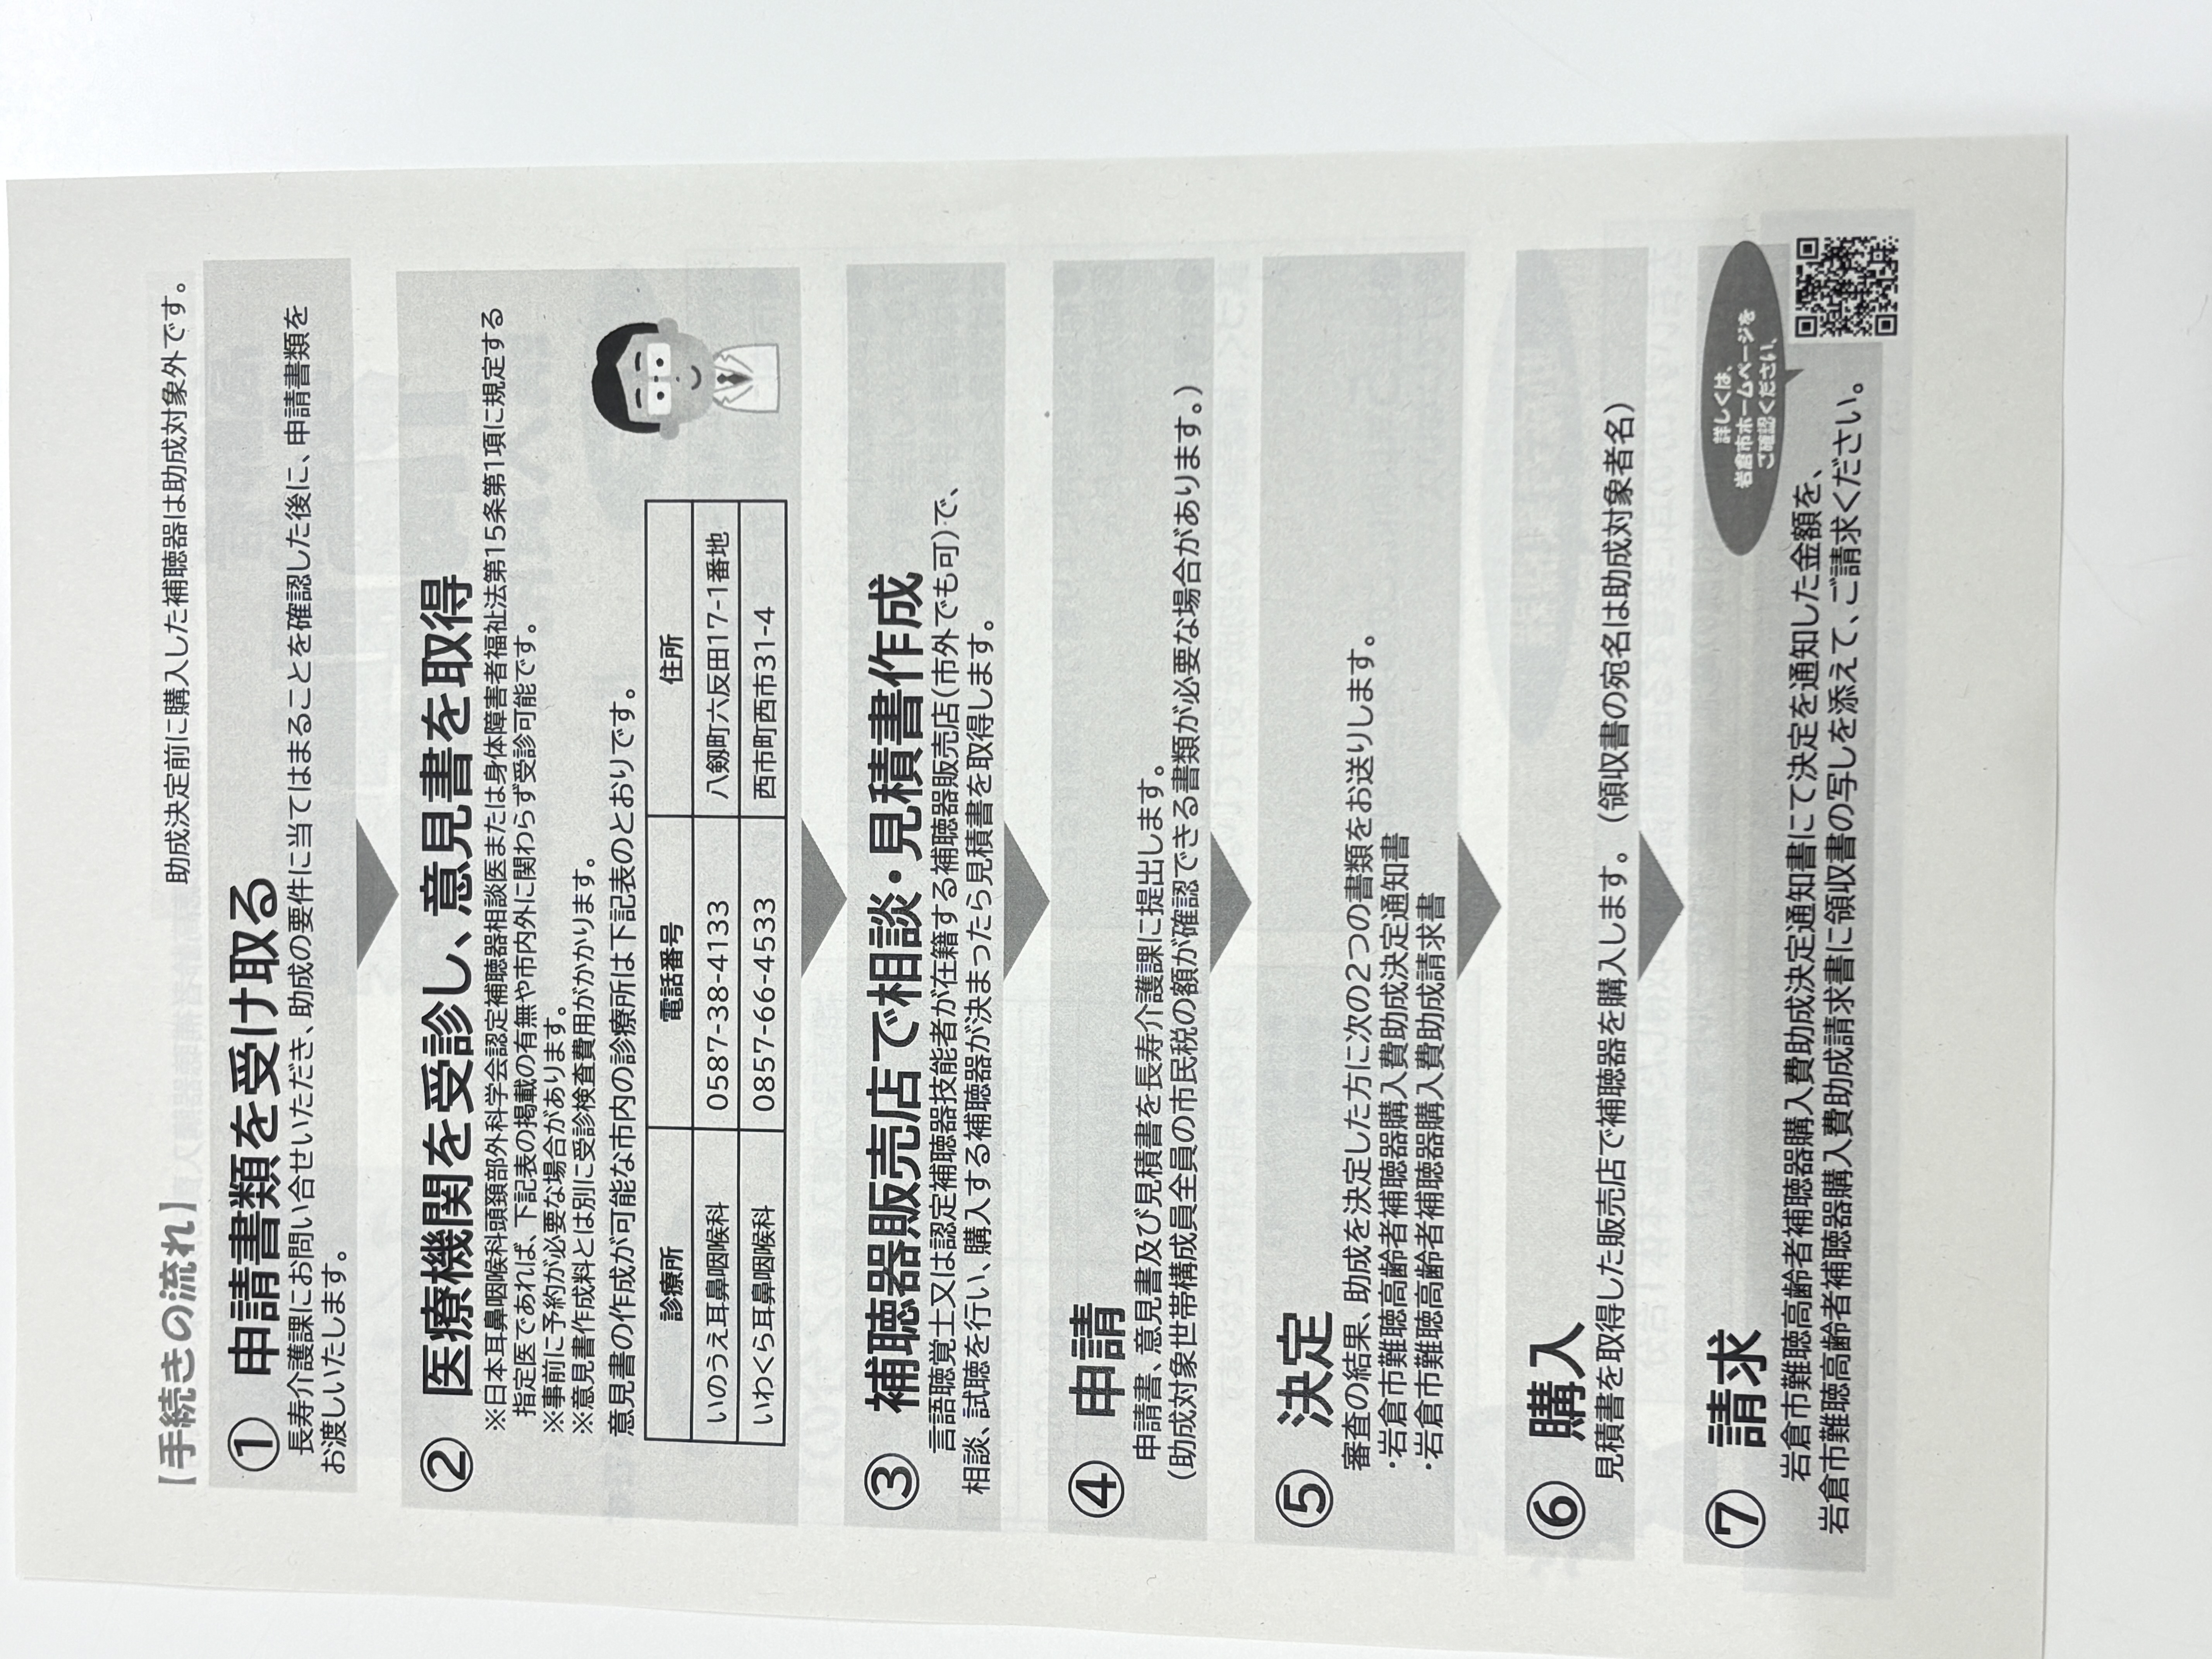 【手続きの流れ】 助成決定前に購入した補聴器は助成対象外です。
① 申請書類を受け取る
長寿介護課にお問い合せいただき、助成の要件に当てはまることを確認した後に、申請書類を
お渡しいたします。
② 医療機関を受診し、意見書を取得
※日本耳鼻咽喉科頭頸部外科学会認定補聴器相談医または身体障害者福祉法第15条第1項に規定する
指定医であれば、下記表の掲載の有無や市内外に関わらず受診可能です。
※事前に予約が必要な場合があります。
※意見書作成料とは別に受診検査費用がかかります。
意見書の作成が可能な市内の診療所は下記表のとおりです。
診療所 電話番号 住所
いのうえ耳鼻咽喉科 0587-38-4133 八剱町六反田17-1番地
いわくら耳鼻咽喉科 0857-66-4533 西市町西市31-4
③ 補聴器販売店で相談・見積書作成
言語聴覚士又は認定補聴器技能者が在籍する補聴器販売店（市外でも可）で、
相談、試聴を行い、購入する補聴器が決まったら見積書を取得します。
④ 申請
申請書、意見書及び見積書を長寿介護課に提出します。
（助成対象世帯構成員全員の市民税の額が確認できる書類が必要な場合があります。）
⑤ 決定
審査の結果、助成を決定した方に次の2つの書類をお送りします。
・岩倉市難聴高齢者補聴器購入費助成決定通知書
・岩倉市難聴高齢者補聴器購入費助成請求書
⑥ 購入
見積書を取得した販売店で補聴器を購入します。（領収書の宛名は助成対象者名）
⑦ 請求
岩倉市難聴高齢者補聴器購入費助成決定通知書にて決定を通知した金額を、
岩倉市難聴高齢者補聴器購入費助成請求書に領収書の写しを添えて、ご請求ください。
詳しくは、
岩倉市ホームページを
ご確認ください。